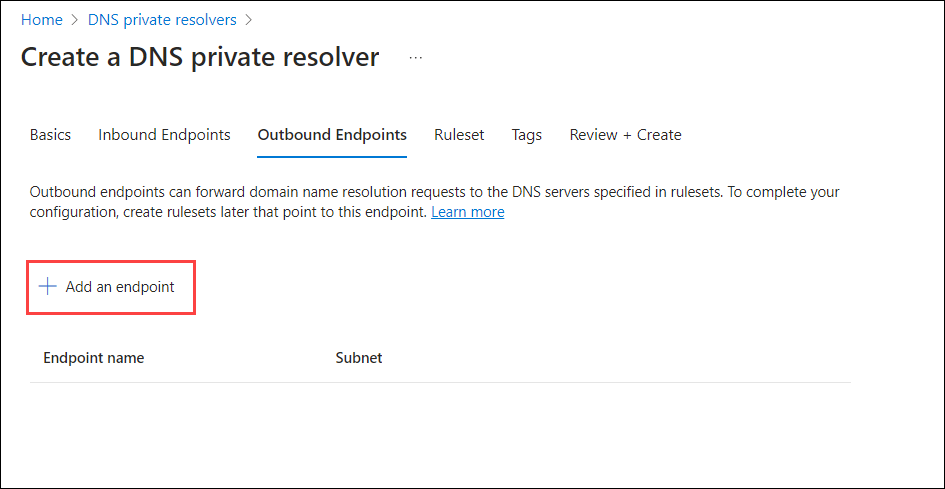 Home > DNS private resolvers >
Create a DNS private resolver ...
Basics Inbound Endpoints Outbound Endpoints Ruleset Tags Review + Create
Outbound endpoints can forward domain name resolution requests to the DNS servers specified in rulesets. To complete your
configuration, create rulesets later that point to this endpoint. Learn more
+ Add an endpoint
Endpoint name Subnet